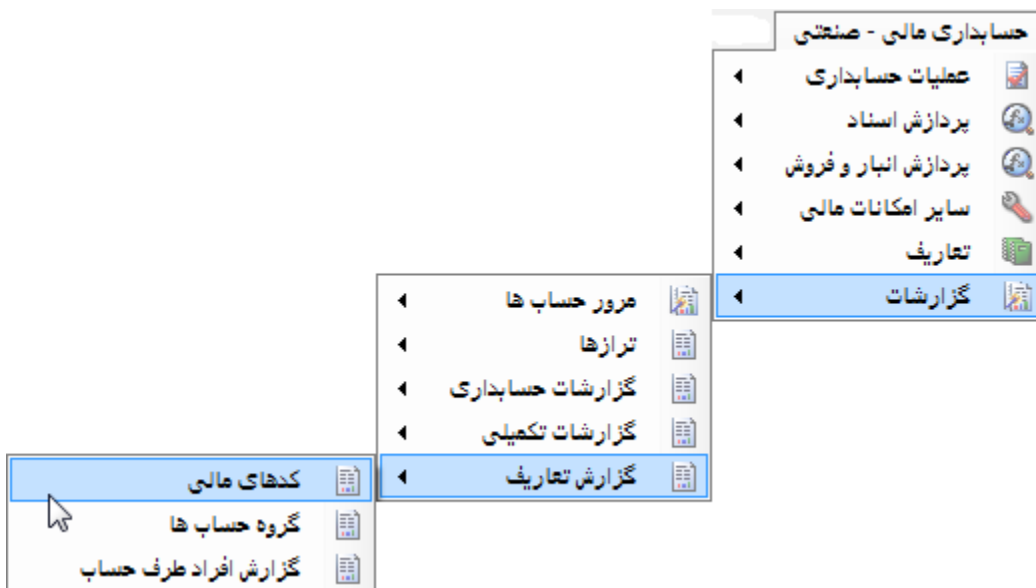 حسابداری مالی - صنعتی
عملیات حسابداری
پردازش اسناد
پردازش انبار و فروش
سایر امکانات مالی
تعاریف
گزارشات
مرور حساب ها
ترازها
گزارشات حسابداری
گزارشات تکمیلی
گزارش تعاریف
کدهای مالی
گروه حساب ها
گزارش افراد طرف حساب